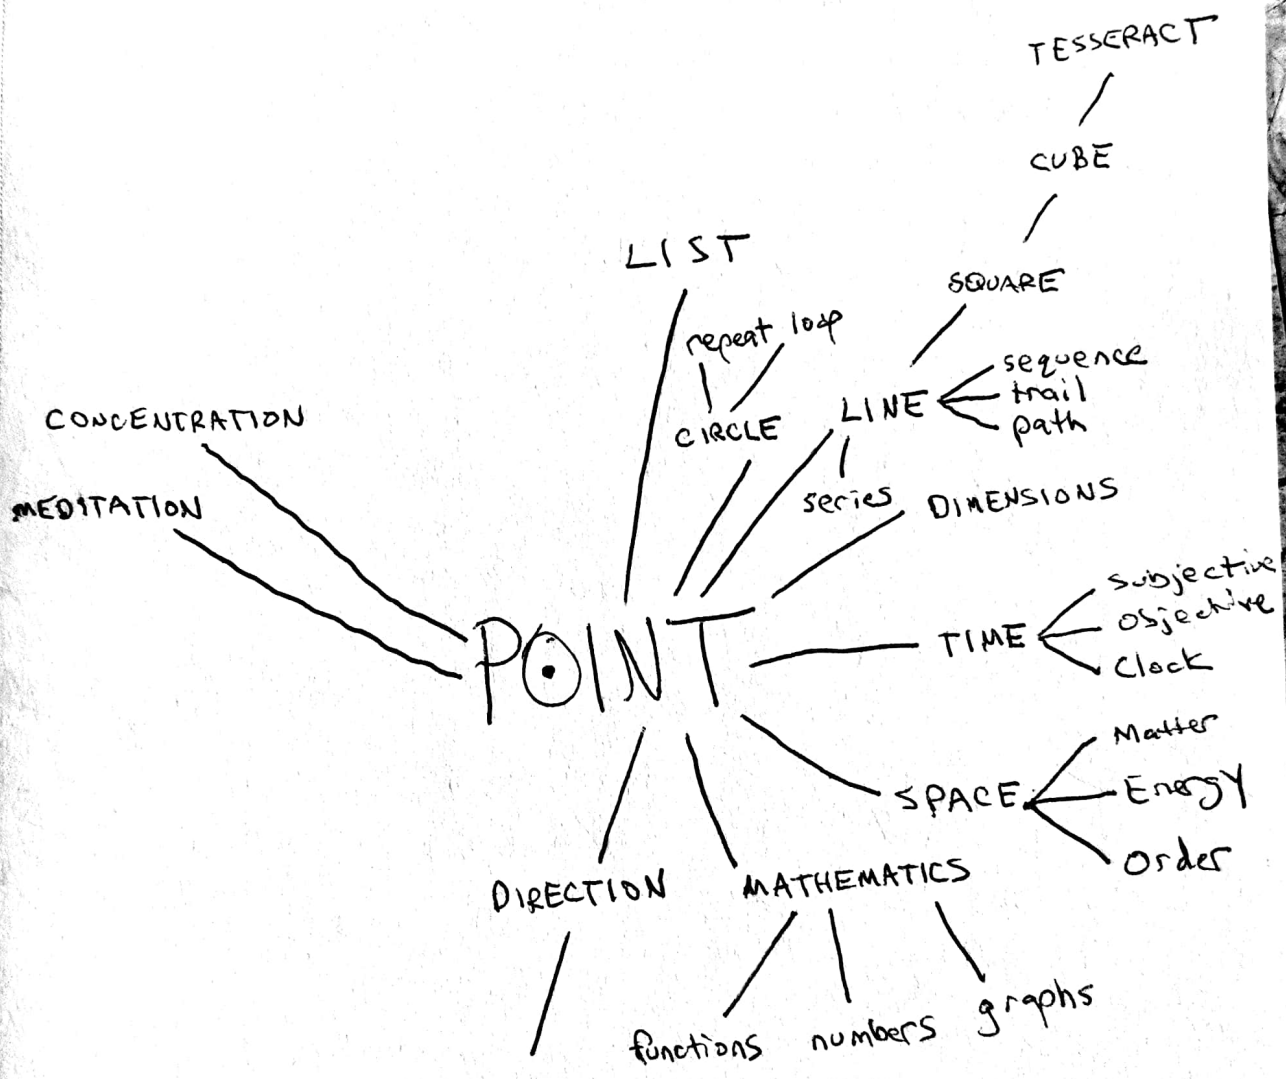 TESSERACT
CUBE
LIST
SQUARE
repeat loop
sequence
trail
LINE
path
CIRCLE
CONCENTRATION
series
DIMENSIONS
MEDITATION
subjective
objective
TIME
Clock
POINT
Matter
Energy
SPACE
Order
DIRECTION
MATHEMATICS
graphs
numbers
functions